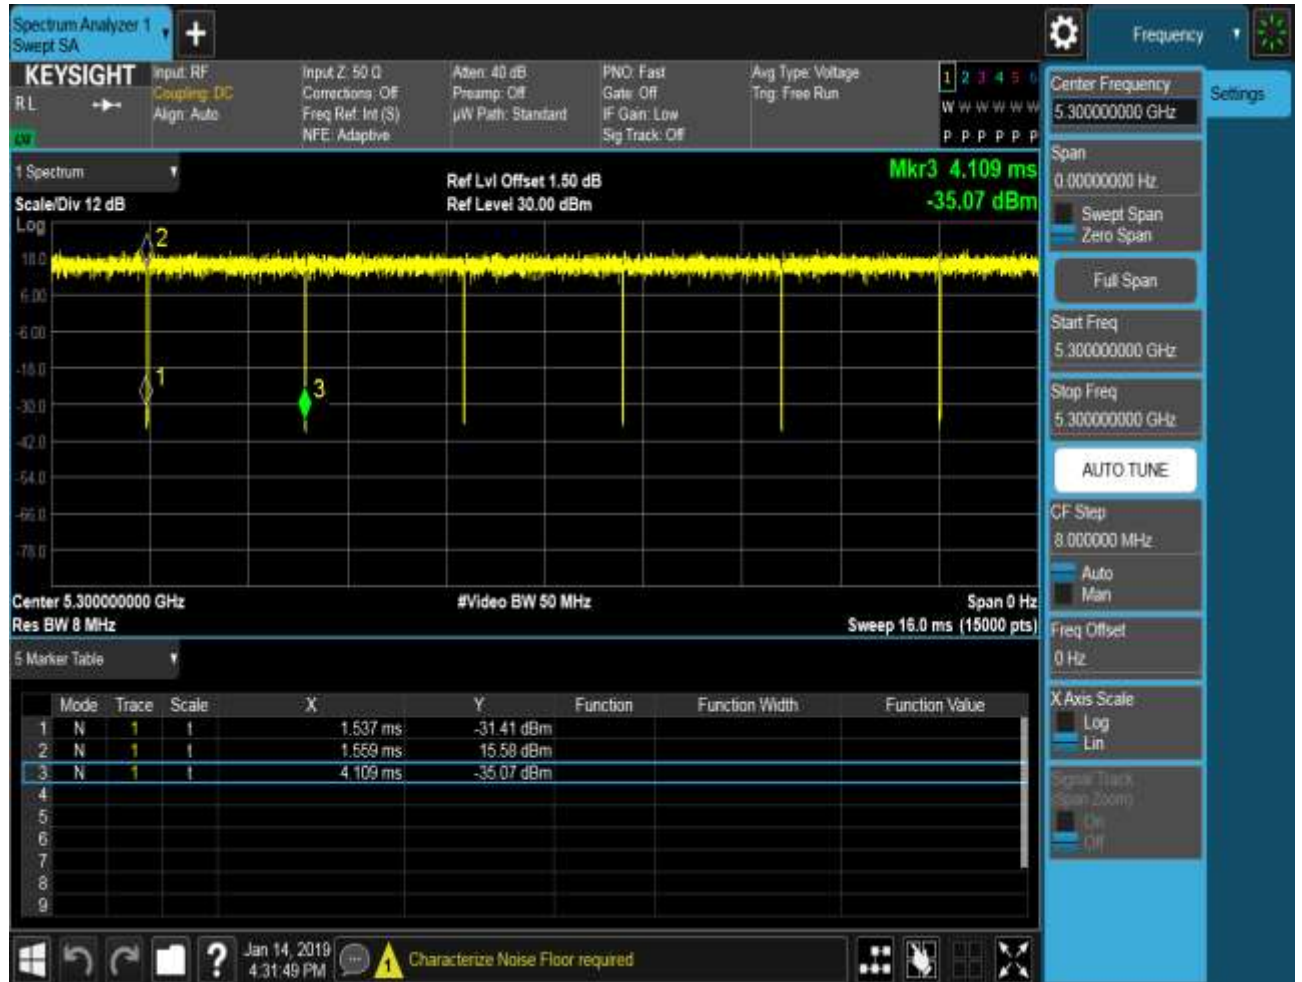 Spectrum Analyzer 1
Swept SA
Frequency
KEYSIGHT
R L
Input: RF
Coupling: DC
Align: Auto
Input Z: 50 Ω
Corrections: Off
Freq Ref: Int (S)
NFE: Adaptive
Atten: 40 dB
Preamp: Off
µW Path: Standard
PNO: Fast
Gate: Off
IF Gain: Low
Sig Track: Off
Avg Type: Voltage
Trig: Free Run
1 2 3 4 5 6
W W W W W W
P P P P P P
1 Spectrum
Scale/Div 12 dB
Ref Lvl Offset 1.50 dB
Ref Level 30.00 dBm
Mkr3 4.109 ms
-35.07 dBm
Log
18.0
6.00
-6.00
-18.0
-30.0
-42.0
-54.0
-66.0
-78.0
2
1
3
Center 5.300000000 GHz
#Video BW 50 MHz
Span 0 Hz
Res BW 8 MHz
Sweep 16.0 ms (15000 pts)
5 Marker Table
Mode Trace Scale X Y Function Function Width Function Value
1 N 1 t 1.537 ms -31.41 dBm
2 N 1 t 1.559 ms 15.58 dBm
3 N 1 t 4.109 ms -35.07 dBm
4
5
6
7
8
9
Jan 14, 2019
4:31:49 PM
Characterize Noise Floor required
Center Frequency
5.300000000 GHz
Settings
Span
0.00000000 Hz
Swept Span
Zero Span
Full Span
Start Freq
5.300000000 GHz
Stop Freq
5.300000000 GHz
AUTO TUNE
CF Step
8.000000 MHz
Auto
Man
Freq Offset
0 Hz
X Axis Scale
Log
Lin
Signal Track
(Span Zoom)
On
Off